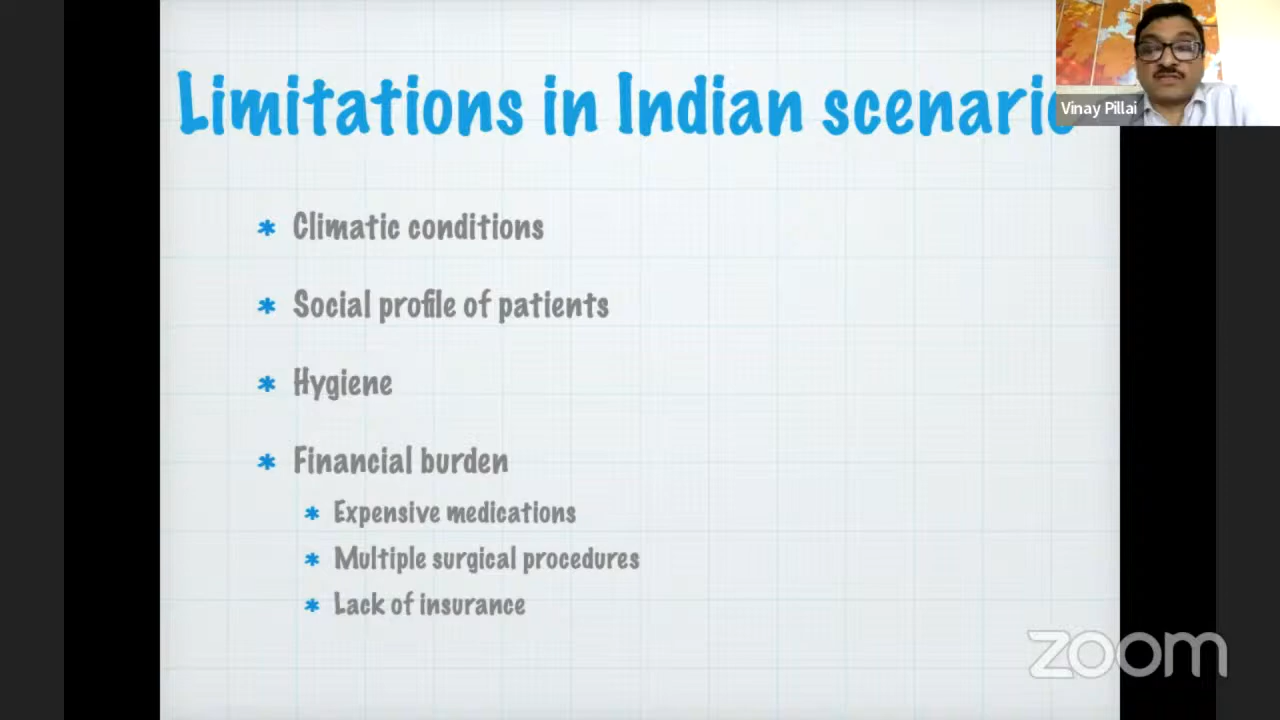 Limitations in Indian scenario
Vinay Pillai
* Climatic conditions
* Social profile of patients
* Hygiene
* Financial burden
* Expensive medications
* Multiple surgical procedures
* Lack of insurance
zoom